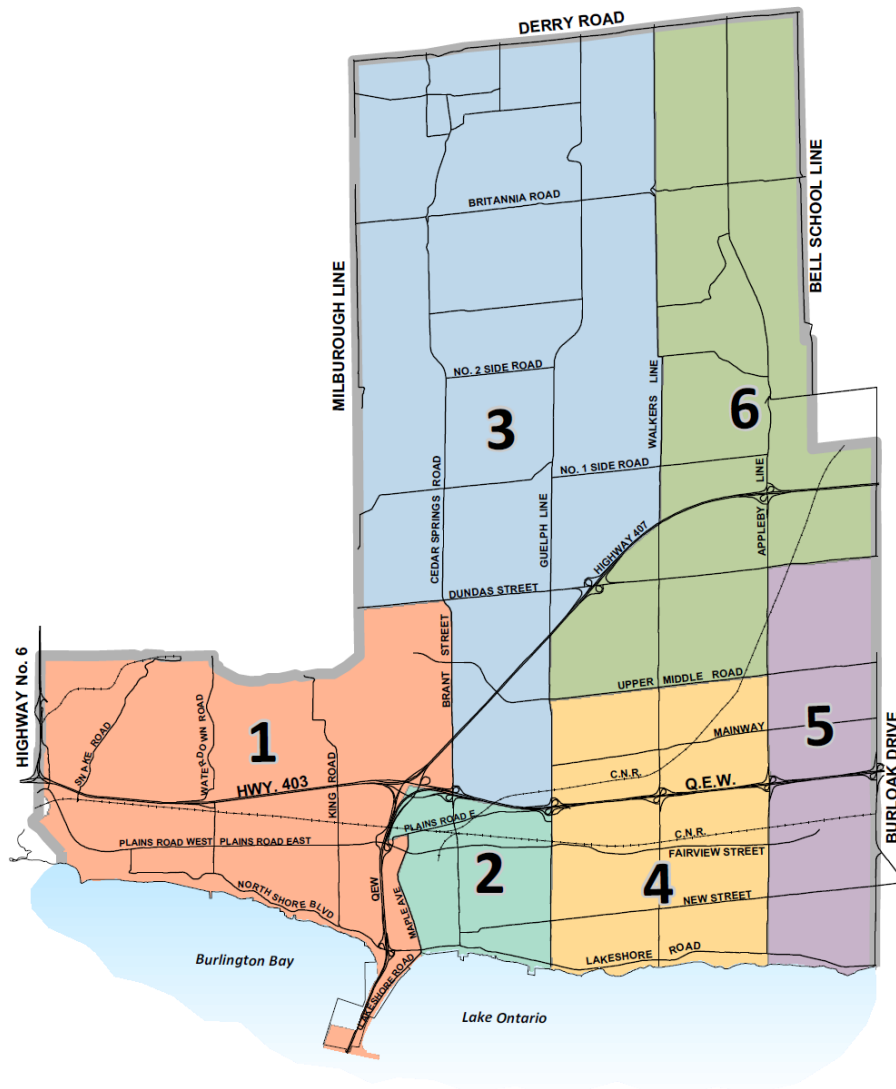 DERRY ROAD
BRITANNIA ROAD
BELL SCHOOL LINE
MILBUROUGH LINE
NO. 2 SIDE ROAD
WALKERS LINE
3
6
NO. 1 SIDE ROAD
CEDAR SPRINGS ROAD
GUELPH LINE
APPLEBY LINE
HIGHWAY 407
DUNDAS STREET
BRANT STREET
HIGHWAY No. 6
UPPER MIDDLE ROAD
SNAKE ROAD
WATERDOWN ROAD
1
KING ROAD
5
MAINWAY
BURLOAK DRIVE
HWY. 403
C.N.R.
Q.E.W.
PLAINS ROAD E
PLAINS ROAD WEST
PLAINS ROAD EAST
C.N.R.
FAIRVIEW STREET
2
4
QEW
MAPLE AVE
NORTH SHORE BLVD
NEW STREET
LAKESHORE ROAD
Burlington Bay
LAKESHORE ROAD
Lake Ontario